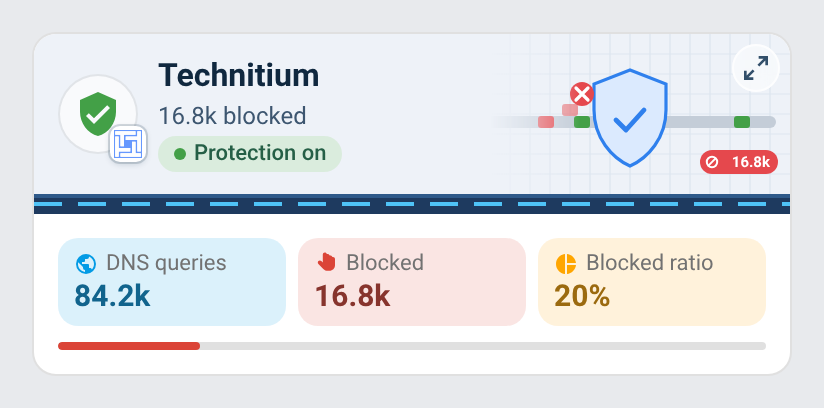 Technitium
16.8k blocked
Protection on
16.8k
DNS queries
84.2k
Blocked
16.8k
Blocked ratio
20%